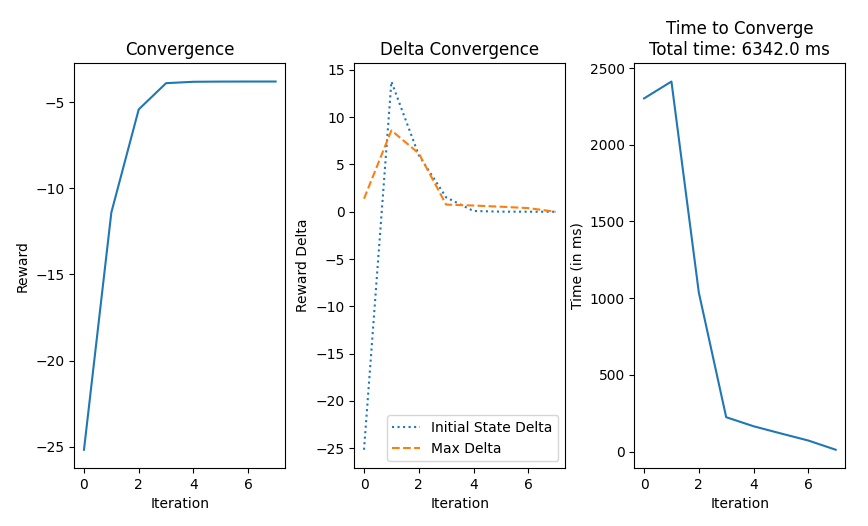 Convergence
Reward
−5
−10
−15
−20
−25
0
2
4
6
Iteration
Delta Convergence
Reward Delta
15
10
5
0
−5
−10
−15
−20
−25
Initial State Delta
Max Delta
0
2
4
6
Iteration
Time to Converge
Total time: 6342.0 ms
Time (in ms)
2500
2000
1500
1000
500
0
0
2
4
6
Iteration